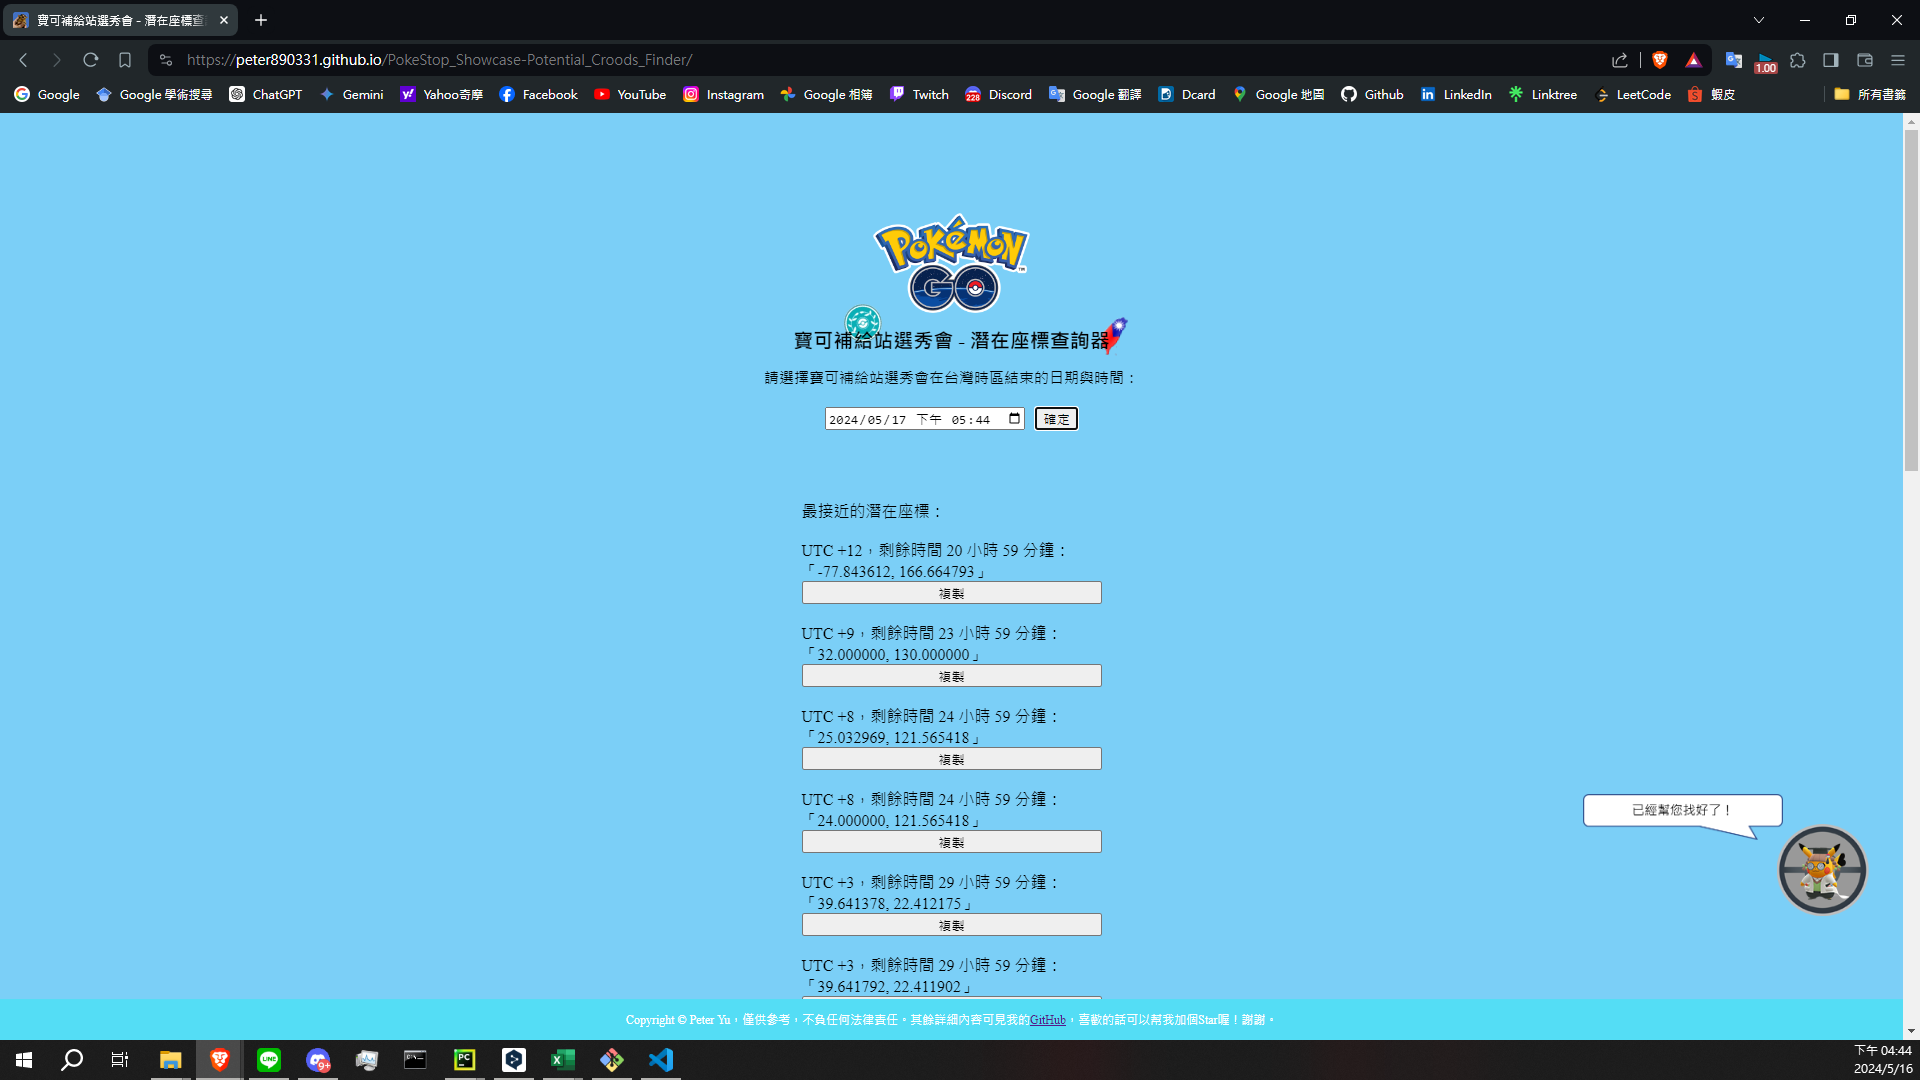 寶可補給站選秀會 - 潛在座標查
https://peter890331.github.io/PokeStop_Showcase-Potential_Croods_Finder/
1.00
Google
Google 學術搜尋
ChatGPT
Gemini
Yahoo奇摩
Facebook
YouTube
Instagram
Google 相簿
Twitch
228
Discord
Google 翻譯
Dcard
Google 地圖
Github
LinkedIn
Linktree
LeetCode
蝦皮
所有書籤
POKéMON
GO
寶可補給站選秀會 - 潛在座標查詢器
請選擇寶可補給站選秀會在台灣時區結束的日期與時間：
2024/05/17 下午 05:44
確定
最接近的潛在座標：
UTC +12，剩餘時間 20 小時 59 分鐘：
「-77.843612, 166.664793」
複製
UTC +9，剩餘時間 23 小時 59 分鐘：
「32.000000, 130.000000」
複製
UTC +8，剩餘時間 24 小時 59 分鐘：
「25.032969, 121.565418」
複製
UTC +8，剩餘時間 24 小時 59 分鐘：
「24.000000, 121.565418」
複製
已經幫您找好了！
UTC +3，剩餘時間 29 小時 59 分鐘：
「39.641378, 22.412175」
複製
UTC +3，剩餘時間 29 小時 59 分鐘：
「39.641792, 22.411902」
Copyright © Peter Yu，僅供參考，不負任何法律責任。其餘詳細內容可見我的GitHub，喜歡的話可以幫我加個Star喔！謝謝。
LINE
9+
PC
下午 04:44
2024/5/16